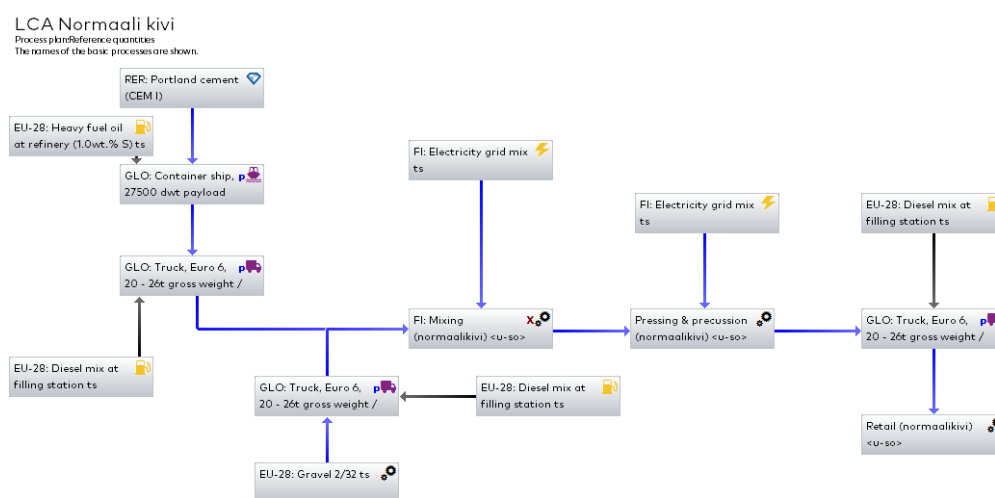 LCA Normaali kivi
Process plan:Reference quantities
The names of the basic processes are shown.
RER: Portland cement
(CEM I)
EU-28: Heavy fuel oil
at refinery (1.0wt.% S) ts
GLO: Container ship, p
27500 dwt payload
FI: Electricity grid mix
ts
FI: Electricity grid mix
ts
EU-28: Diesel mix at
filling station ts
GLO: Truck, Euro 6, p
20 - 26t gross weight /
FI: Mixing X
(normaalikivi) <u-so>
Pressing & precussion
(normaalikivi) <u-so>
GLO: Truck, Euro 6, p
20 - 26t gross weight /
EU-28: Diesel mix at
filling station ts
GLO: Truck, Euro 6, p
20 - 26t gross weight /
EU-28: Diesel mix at
filling station ts
Retail (normaalikivi)
<u-so>
EU-28: Gravel 2/32 ts